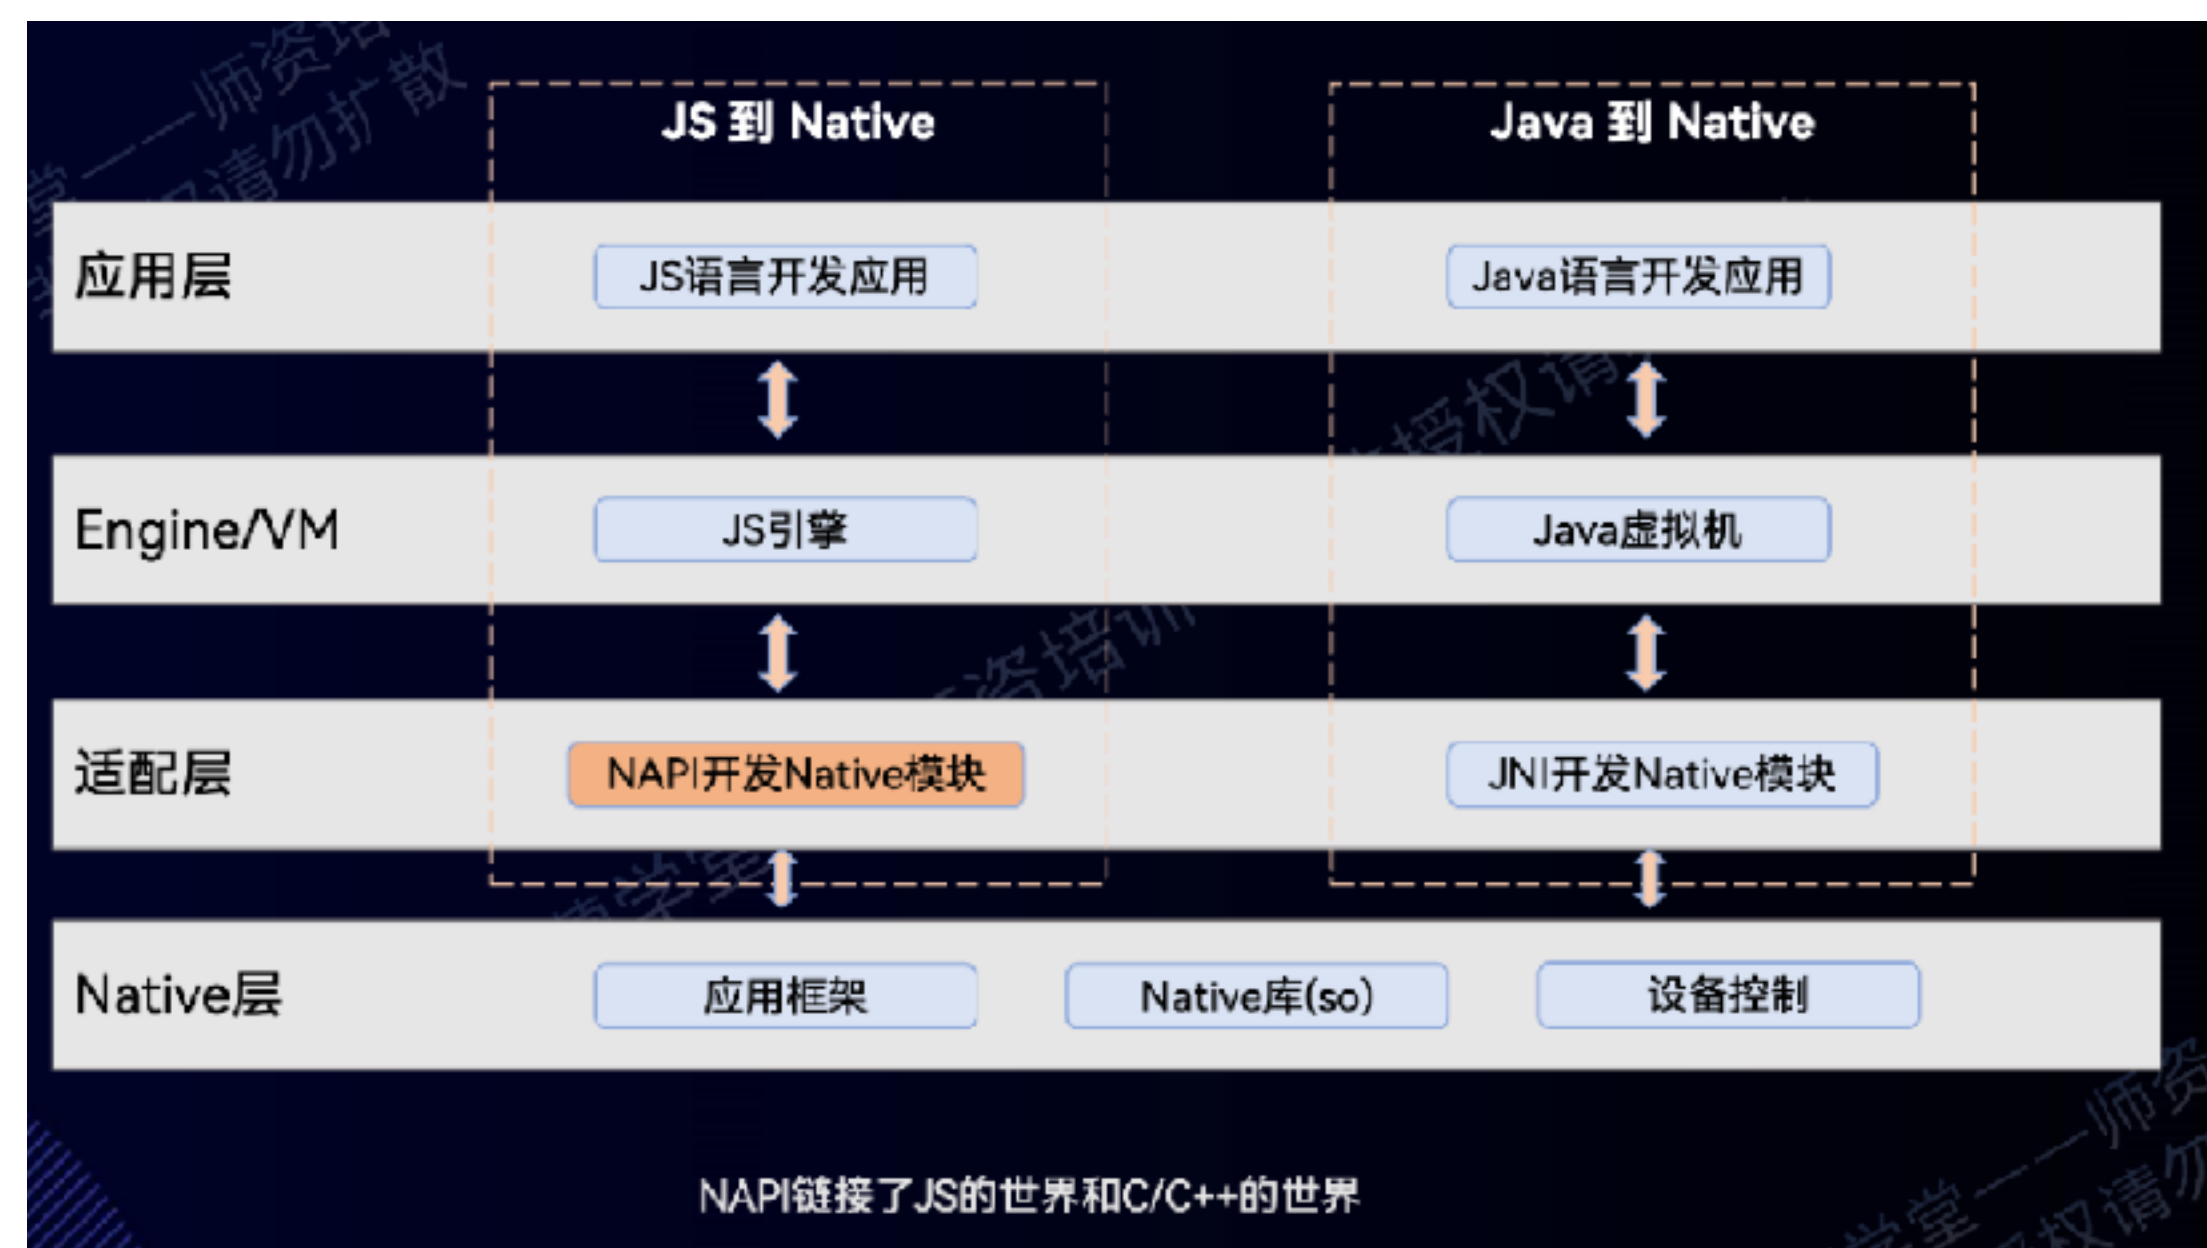 JS 到 Native
Java 到 Native
应用层
JS语言开发应用
Java语言开发应用
Engine/VM
JS引擎
Java虚拟机
适配层
NAPI开发Native模块
JNI开发Native模块
Native层
应用框架
Native库(so)
设备控制
NAPI链接了JS的世界和C/C++的世界